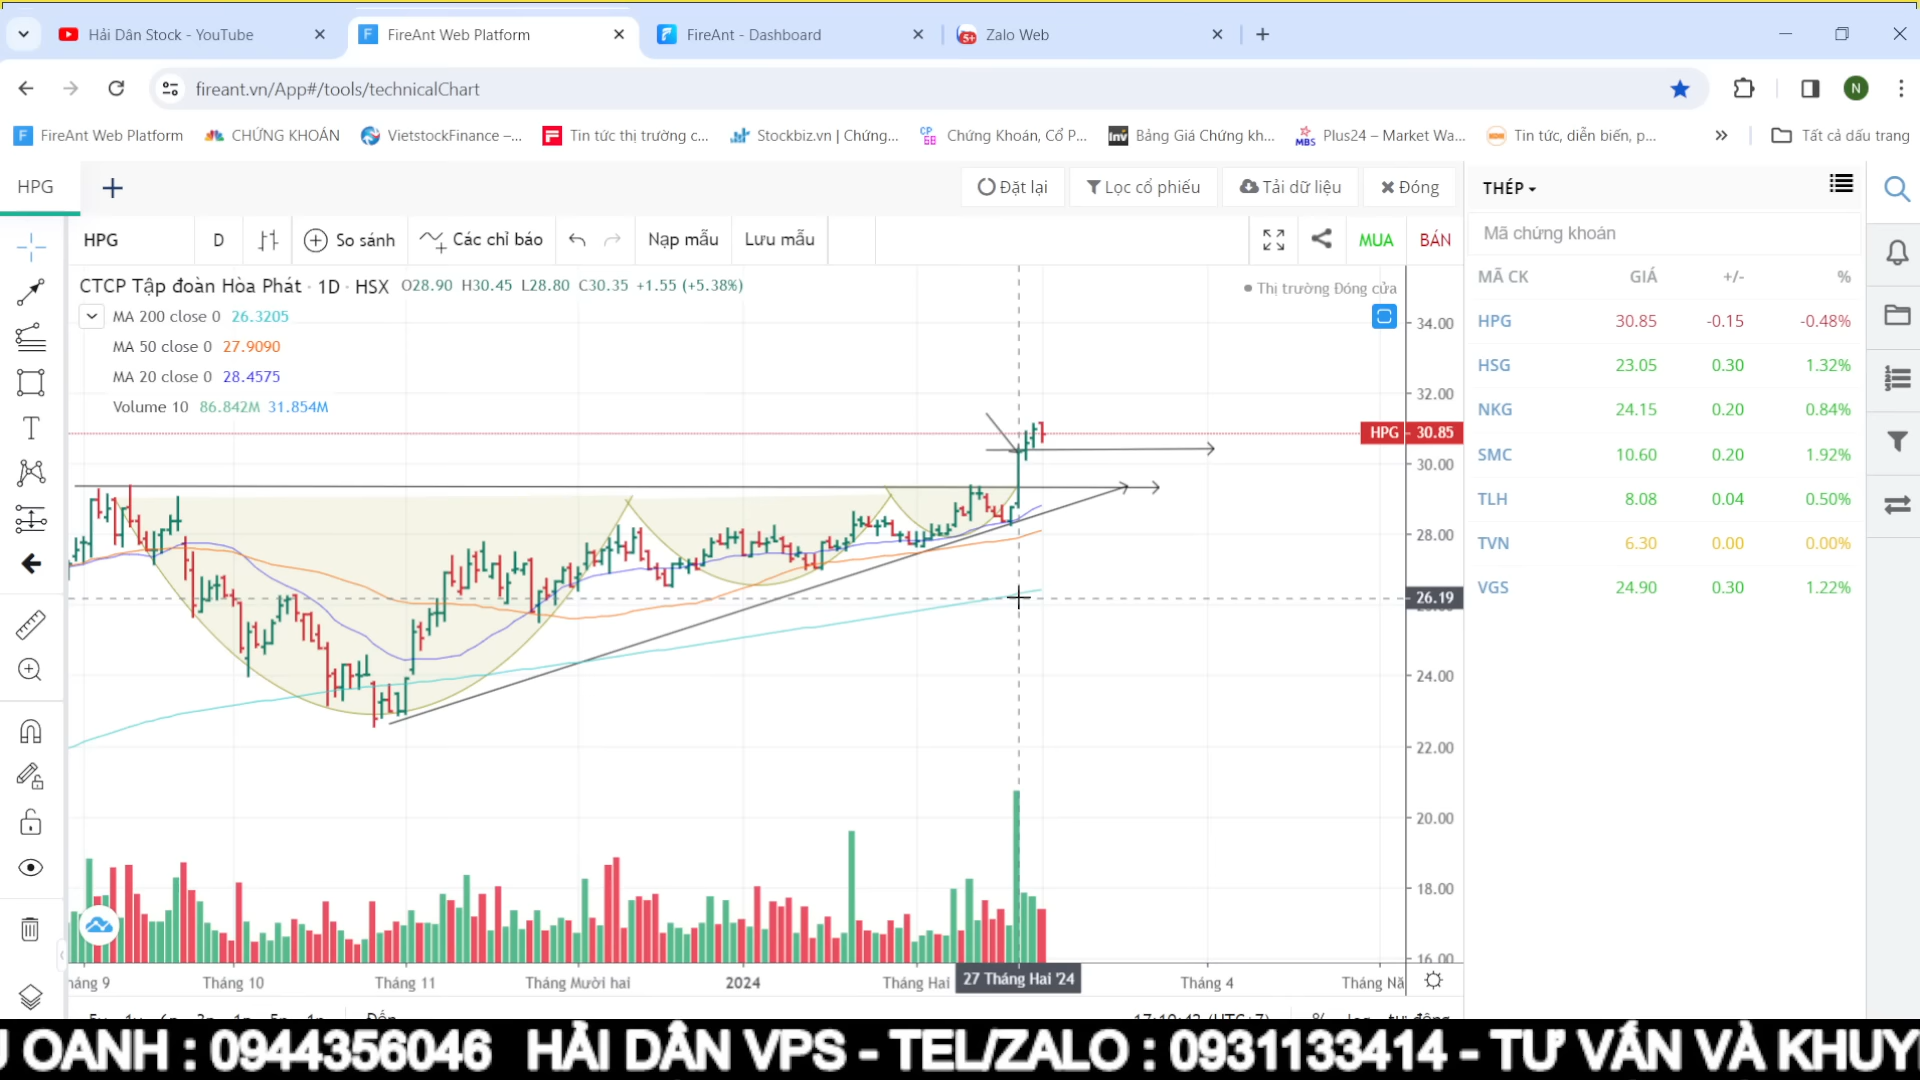 Hải Dân Stock - YouTube
FireAnt Web Platform
FireAnt - Dashboard
Zalo Web
fireant.vn/App#/tools/technicalChart
FireAnt Web Platform
CHỨNG KHOÁN
VietstockFinance –...
Tin tức thị trường c...
Stockbiz.vn | Chứng...
Chứng Khoán, Cổ P...
Bảng Giá Chứng kh...
Plus24 – Market Wa...
Tin tức, diễn biến, p...
Tất cả dấu trang
HPG
Đặt lại
Lọc cổ phiếu
Tải dữ liệu
Đóng
HPG
D
So sánh
Các chỉ báo
Nạp mẫu
Lưu mẫu
MUA
BÁN
CTCP Tập đoàn Hòa Phát · 1D · HSX O28.90 H30.45 L28.80 C30.35 +1.55 (+5.38%)
Thị trường Đóng cửa
MA 200 close 0 26.3205
MA 50 close 0 27.9090
MA 20 close 0 28.4575
Volume 10 86.842M 31.854M
34.00
32.00
HPG 30.85
30.00
28.00
26.19
24.00
22.00
20.00
18.00
16.00
háng 9
Tháng 10
Tháng 11
Tháng Mười hai
2024
Tháng Hai
27 Tháng Hai '24
Tháng 4
Tháng Nă
THÉP
Mã chứng khoán
MÃ CK GIÁ +/- %
HPG 30.85 -0.15 -0.48%
HSG 23.05 0.30 1.32%
NKG 24.15 0.20 0.84%
SMC 10.60 0.20 1.92%
TLH 8.08 0.04 0.50%
TVN 6.30 0.00 0.00%
VGS 24.90 0.30 1.22%
OANH : 0944356046 HẢI DÂN VPS - TEL/ZALO : 0931133414 - TƯ VẤN VÀ KHUY